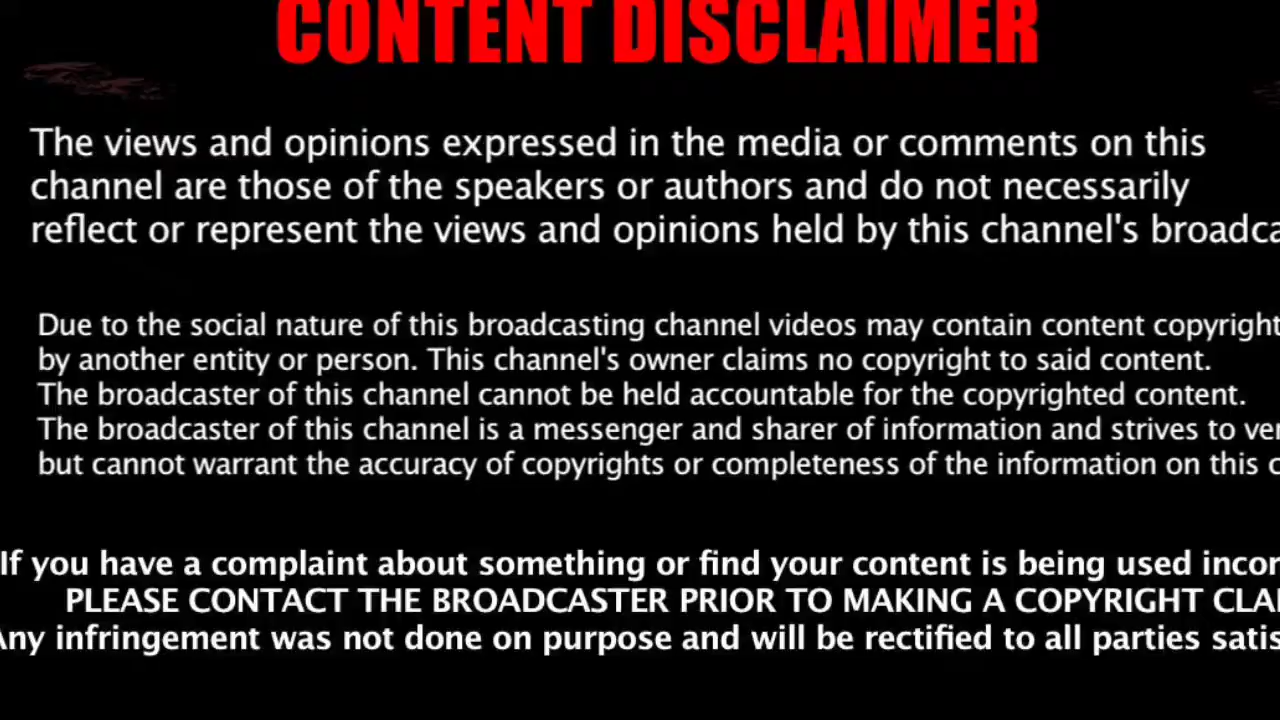 CONTENT DISCLAIMER
The views and opinions expressed in the media or comments on this
channel are those of the speakers or authors and do not necessarily
reflect or represent the views and opinions held by this channel's broadca
Due to the social nature of this broadcasting channel videos may contain content copyright
by another entity or person. This channel's owner claims no copyright to said content.
The broadcaster of this channel cannot be held accountable for the copyrighted content.
The broadcaster of this channel is a messenger and sharer of information and strives to ver
but cannot warrant the accuracy of copyrights or completeness of the information on this c
If you have a complaint about something or find your content is being used incor
PLEASE CONTACT THE BROADCASTER PRIOR TO MAKING A COPYRIGHT CLAI
Any infringement was not done on purpose and will be rectified to all parties satis